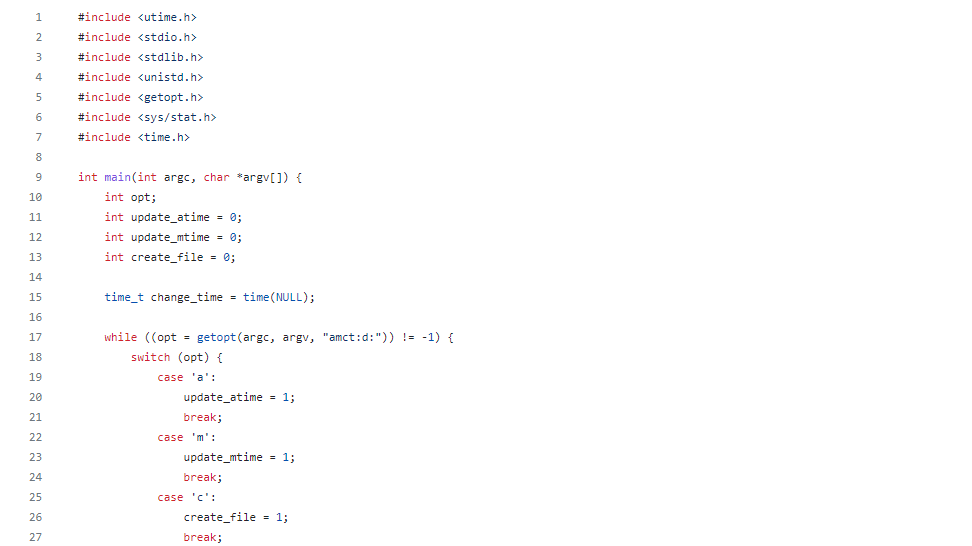 1 #include <utime.h>
2 #include <stdio.h>
3 #include <stdlib.h>
4 #include <unistd.h>
5 #include <getopt.h>
6 #include <sys/stat.h>
7 #include <time.h>
8
9 int main(int argc, char *argv[]) {
10 int opt;
11 int update_atime = 0;
12 int update_mtime = 0;
13 int create_file = 0;
14
15 time_t change_time = time(NULL);
16
17 while ((opt = getopt(argc, argv, "amct:d:")) != -1) {
18 switch (opt) {
19 case 'a':
20 update_atime = 1;
21 break;
22 case 'm':
23 update_mtime = 1;
24 break;
25 case 'c':
26 create_file = 1;
27 break;